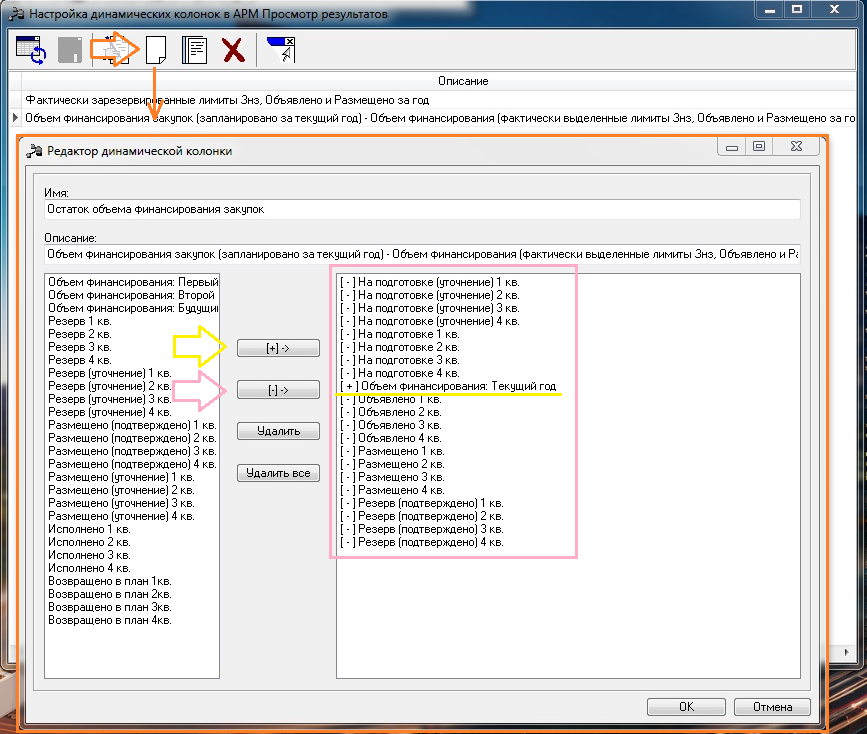 Настройка динамических колонок в АРМ Просмотр результатов
Описание
Фактически зарезервированные лимиты Знз, Объявлено и Размещено за год
Объем финансирования закупок (запланировано за текущий год) - Объем финансирования (фактически выделенные лимиты Знз, Объявлено и Размещено за го
Редактор динамической колонки
Имя:
Остаток объема финансирования закупок
Описание:
Объем финансирования закупок (запланировано за текущий год) - Объем финансирования (фактически выделенные лимиты Знз, Объявлено и Ра
Объем финансирования: Первый
Объем финансирования: Второй
Объем финансирования: Будущи
Резерв 1 кв.
Резерв 2 кв.
Резерв 3 кв.
Резерв 4 кв.
Резерв (уточнение) 1 кв.
Резерв (уточнение) 2 кв.
Резерв (уточнение) 3 кв.
Резерв (уточнение) 4 кв.
Размещено (подтверждено) 1 кв.
Размещено (подтверждено) 2 кв.
Размещено (подтверждено) 3 кв.
Размещено (подтверждено) 4 кв.
Размещено (уточнение) 1 кв.
Размещено (уточнение) 2 кв.
Размещено (уточнение) 3 кв.
Размещено (уточнение) 4 кв.
Исполнено 1 кв.
Исполнено 2 кв.
Исполнено 3 кв.
Исполнено 4 кв.
Возвращено в план 1кв.
Возвращено в план 2кв.
Возвращено в план 3кв.
Возвращено в план 4кв.
[+] ->
[-] ->
Удалить
Удалить все
[ - ] На подготовке (уточнение) 1 кв.
[ - ] На подготовке (уточнение) 2 кв.
[ - ] На подготовке (уточнение) 3 кв.
[ - ] На подготовке (уточнение) 4 кв.
[ - ] На подготовке 1 кв.
[ - ] На подготовке 2 кв.
[ - ] На подготовке 3 кв.
[ - ] На подготовке 4 кв.
[ + ] Объем финансирования: Текущий год
[ - ] Объявлено 1 кв.
[ - ] Объявлено 2 кв.
[ - ] Объявлено 3 кв.
[ - ] Объявлено 4 кв.
[ - ] Размещено 1 кв.
[ - ] Размещено 2 кв.
[ - ] Размещено 3 кв.
[ - ] Размещено 4 кв.
[ - ] Резерв (подтверждено) 1 кв.
[ - ] Резерв (подтверждено) 2 кв.
[ - ] Резерв (подтверждено) 3 кв.
[ - ] Резерв (подтверждено) 4 кв.
OK
Отмена